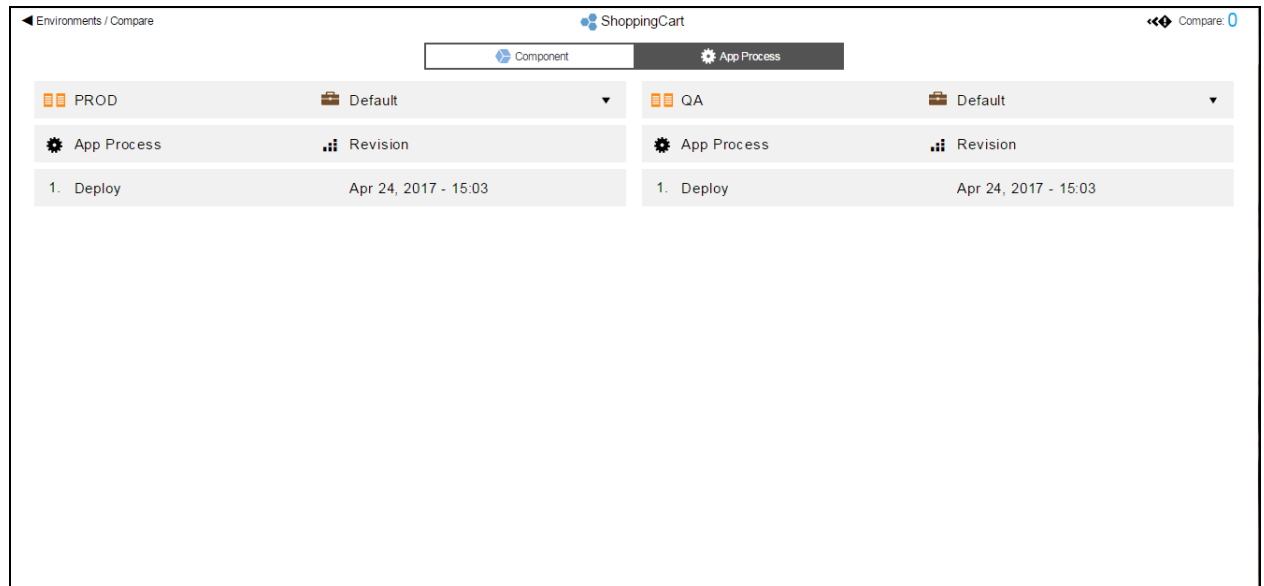 Environments / Compare
ShoppingCart
Compare: 0
Component
App Process
PROD
Default
QA
Default
App Process
Revision
App Process
Revision
1. Deploy
Apr 24, 2017 - 15:03
1. Deploy
Apr 24, 2017 - 15:03